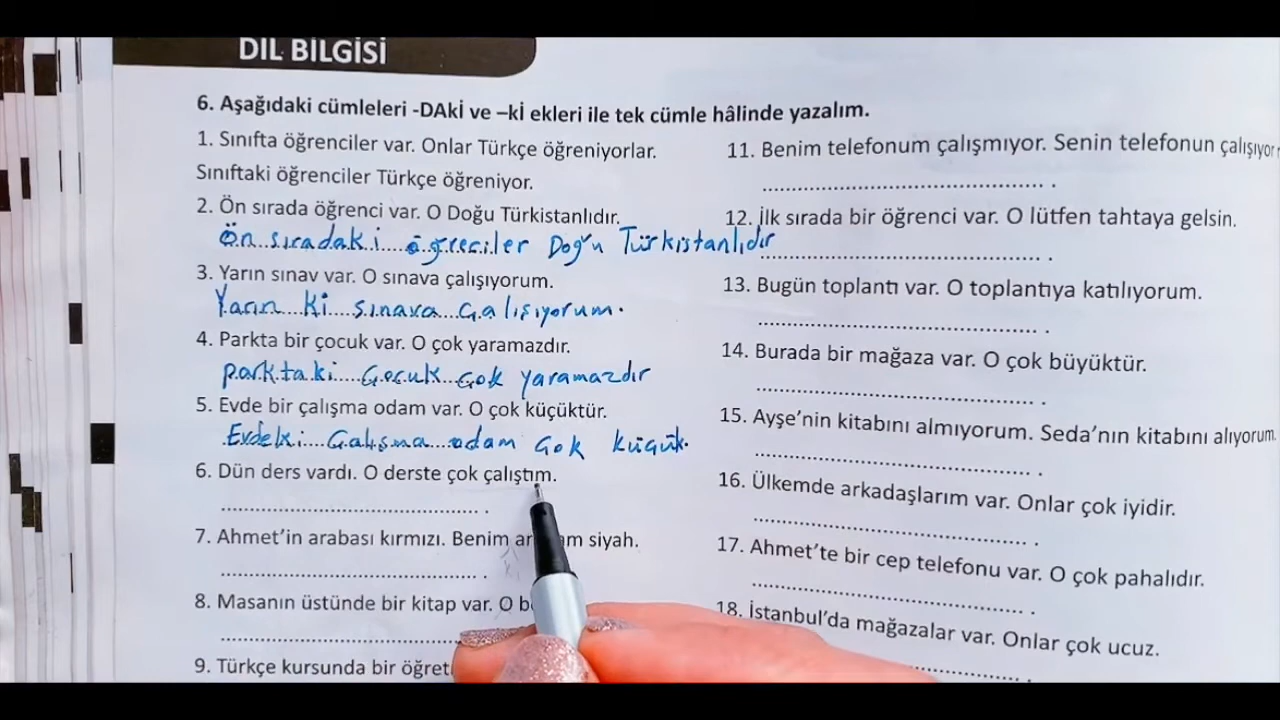 DİL BİLGİSİ
6. Aşağıdaki cümleleri -DAkİ ve –kİ ekleri ile tek cümle hâlinde yazalım.
1. Sınıfta öğrenciler var. Onlar Türkçe öğreniyorlar.
Sınıftaki öğrenciler Türkçe öğreniyor.
2. Ön sırada öğrenci var. O Doğu Türkistanlıdır.
Ön sıradaki öğreciler Doğu Türkistanlıdır
3. Yarın sınav var. O sınava çalışıyorum.
Yarın ki sınava çalışıyorum.
4. Parkta bir çocuk var. O çok yaramazdır.
parktaki çocuk çok yaramazdır
5. Evde bir çalışma odam var. O çok küçüktür.
Evdeki çalışma odam çok küçük.
6. Dün ders vardı. O derste çok çalıştım.
7. Ahmet'in arabası kırmızı. Benim siyah.
8. Masanın üstünde bir kitap var. O
9. Türkçe kursunda bir
11. Benim telefonum çalışmıyor. Senin telefonun çalışıyor
12. İlk sırada bir öğrenci var. O lütfen tahtaya gelsin.
13. Bugün toplantı var. O toplantıya katılıyorum.
14. Burada bir mağaza var. O çok büyüktür.
15. Ayşe'nin kitabını almıyorum. Seda'nın kitabını alıyorum.
16. Ülkemde arkadaşlarım var. Onlar çok iyidir.
17. Ahmet'te bir cep telefonu var. O çok pahalıdır.
18. İstanbul'da mağazalar var. Onlar çok ucuz.